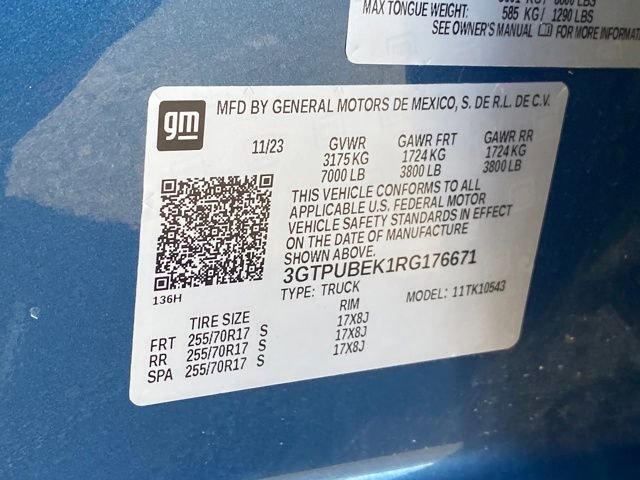 MAX TONGUE WEIGHT: 585 KG/ 1290 LBS
SEE OWNER'S MANUAL FOR MORE INFORMAT
gm
MFD BY GENERAL MOTORS DE MEXICO, S. DE R.L. DE C.V.
11/23 GVWR GAWR FRT GAWR RR
3175 KG 1724 KG 1724 KG
7000 LB 3800 LB 3800 LB
THIS VEHICLE CONFORMS TO ALL
APPLICABLE U.S. FEDERAL MOTOR
VEHICLE SAFETY STANDARDS IN EFFECT
ON THE DATE OF MANUFACTURE
SHOWN ABOVE.
3GTPUBEK1RG176671
136H
TYPE: TRUCK MODEL: 11TK10543
TIRE SIZE RIM
FRT 255/70R17 S 17X8J
RR 255/70R17 S 17X8J
SPA 255/70R17 S 17X8J